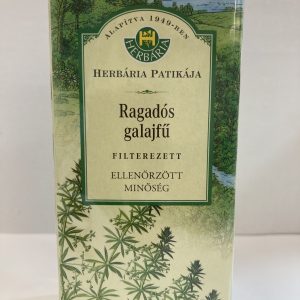 ALAPÍTVA 1949-BEN
HERBÁRIA
HERBÁRIA PATIKÁJA
Ragadós
galajfű
FILTEREZETT
ELLENŐRZÖTT
MINŐSÉG